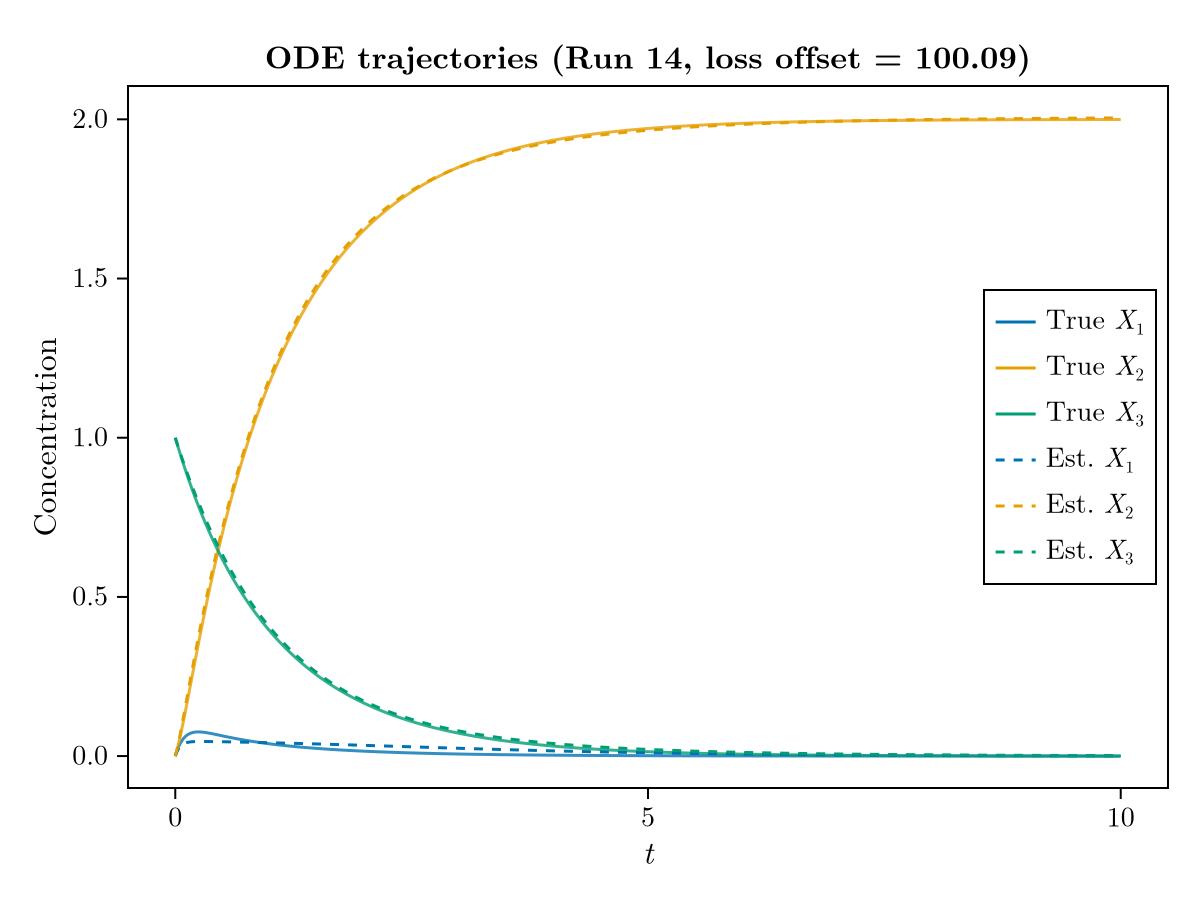 ODE trajectories (Run 14, loss offset = 100.09)
Concentration
2.0
1.5
1.0
0.5
0.0
0
5
10
t
True X₁
True X₂
True X₃
Est. X₁
Est. X₂
Est. X₃